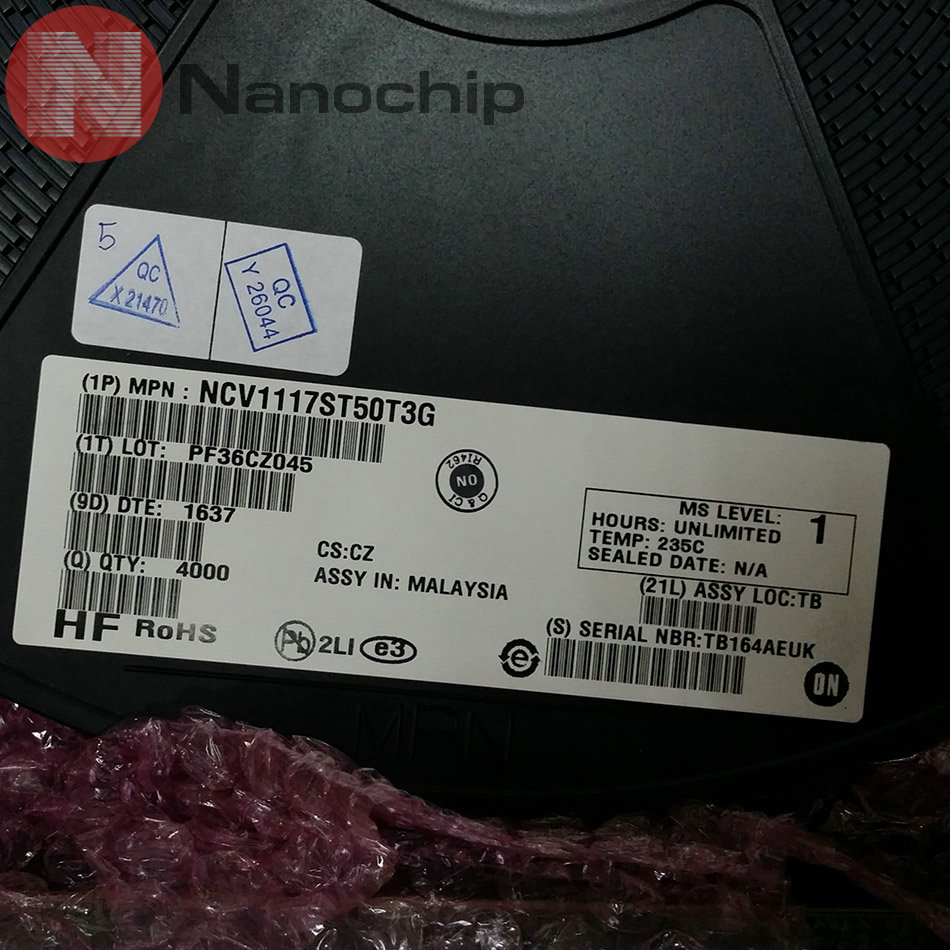 Nanochip
5
QC
X 21470
QC
Y 26044
(1P) MPN : NCV1117ST50T3G
(1T) LOT: PF36CZ045
(9D) DTE: 1637
(Q) QTY: 4000
HF RoHS
Pb 2LI e3
CS:CZ
ASSY IN: MALAYSIA
RI462
NO
Q & CI
MS LEVEL: 1
HOURS: UNLIMITED
TEMP: 235C
SEALED DATE: N/A
(21L) ASSY LOC:TB
(S) SERIAL NBR:TB164AEUK
e
ON
MPN